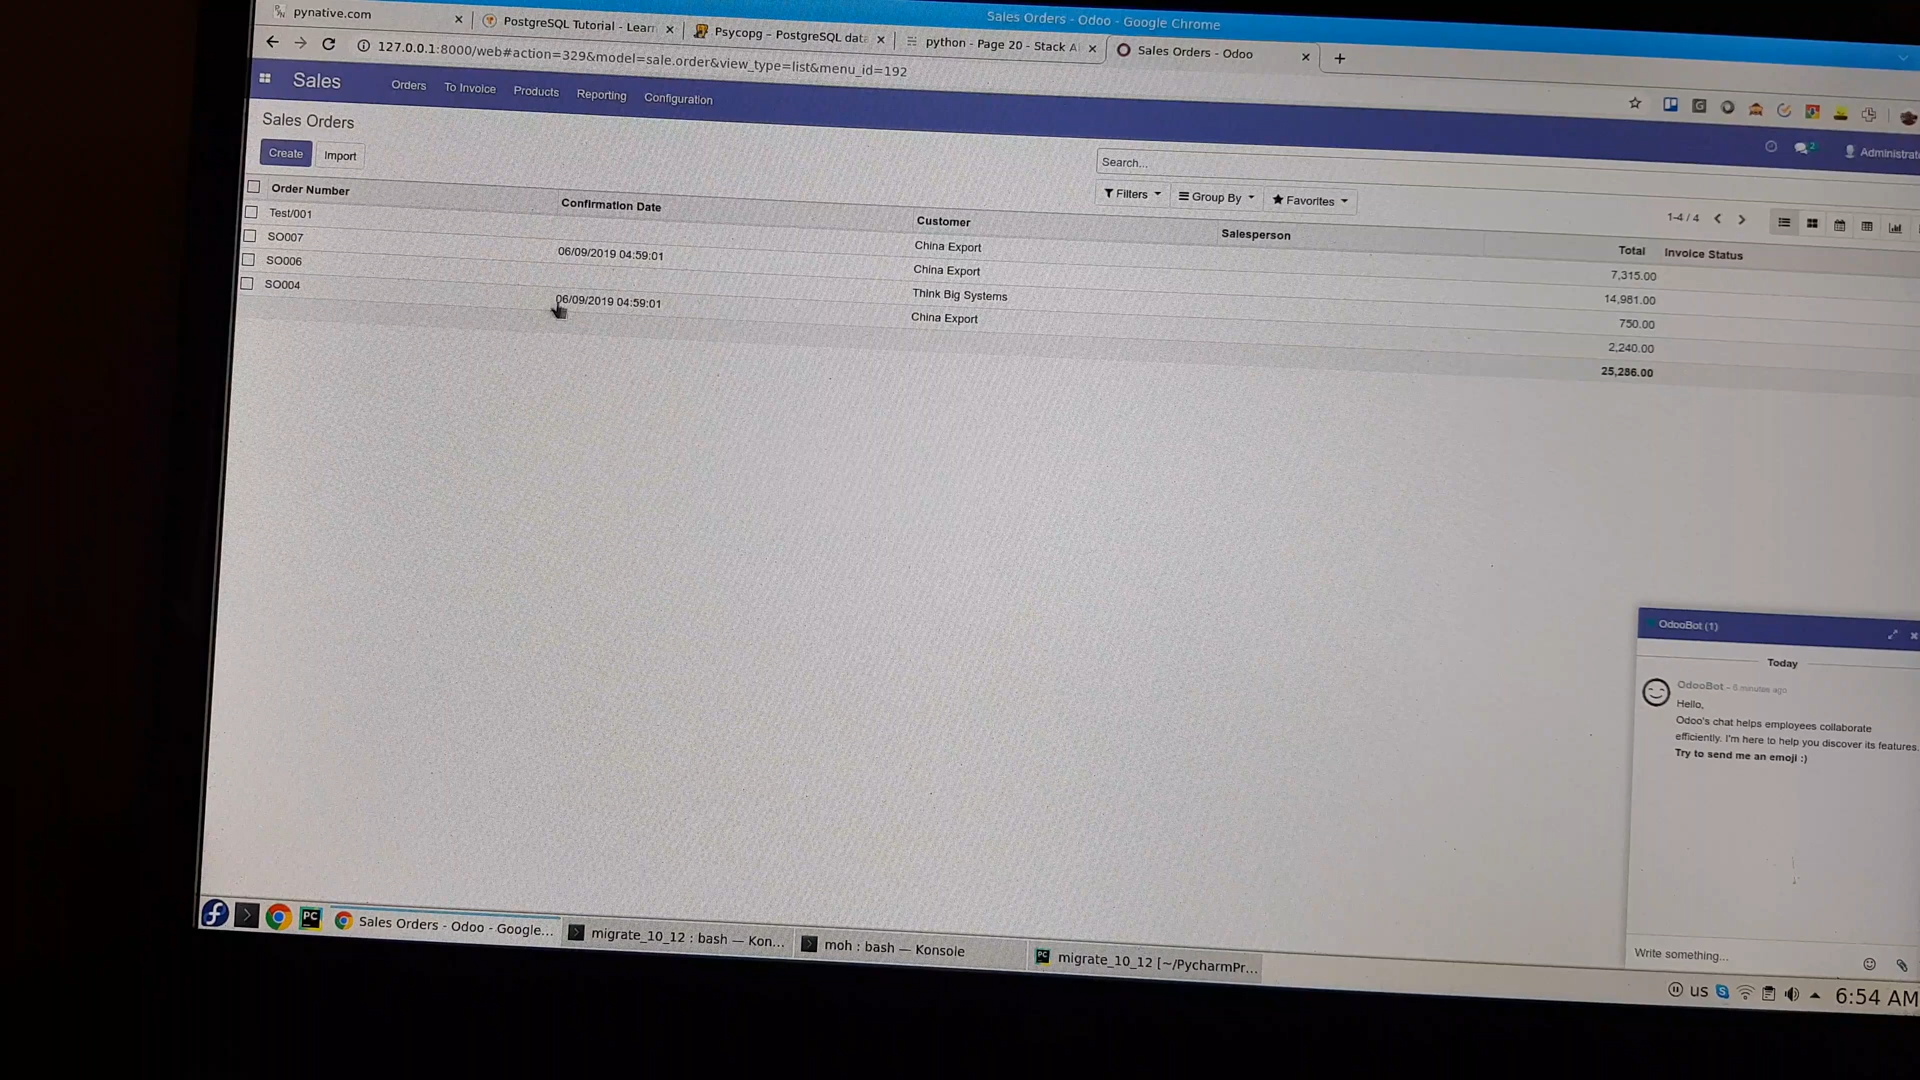 Sales Orders - Odoo - Google Chrome
pynative.com
PostgreSQL Tutorial - Learn
Psycopg – PostgreSQL data
python - Page 20 - Stack A
Sales Orders - Odoo
127.0.0.1:8000/web#action=329&model=sale.order&view_type=list&menu_id=192
Sales Orders To Invoice Products Reporting Configuration
2 Administrat
Sales Orders
Create Import
Search...
Filters Group By Favorites
1-4 / 4
Order Number Confirmation Date Customer Salesperson Total Invoice Status
Test/001 China Export 7,315.00
SO007 06/09/2019 04:59:01 China Export 14,981.00
SO006 Think Big Systems 750.00
SO004 06/09/2019 04:59:01 China Export 2,240.00
25,286.00
OdooBot (1)
Today
OdooBot - 6 minutes ago
Hello,
Odoo's chat helps employees collaborate
efficiently. I'm here to help you discover its features.
Try to send me an emoji :)
Write something...
PC
Sales Orders - Odoo - Google...
migrate_10_12 : bash — Kon...
moh : bash — Konsole
PC
migrate_10_12 [~/PycharmPr...
us
6:54 AM